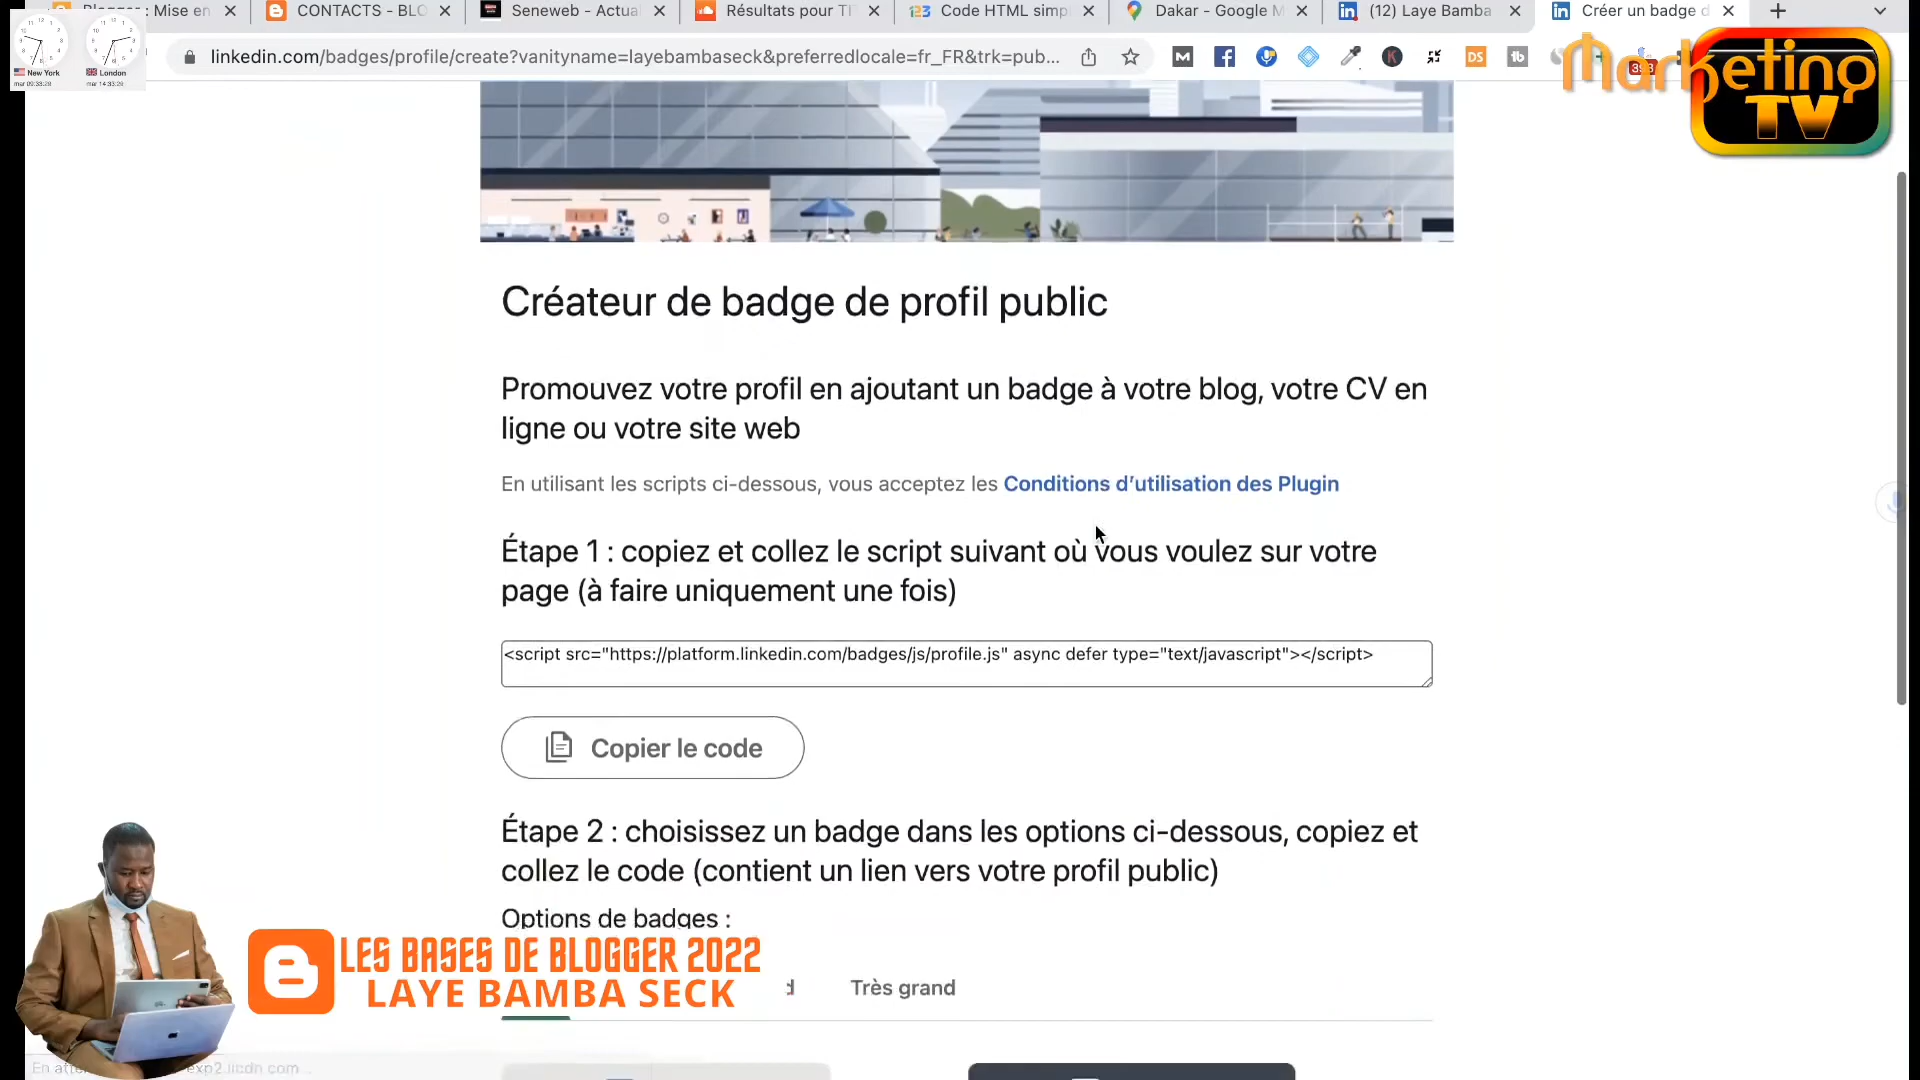 Blogger : Mise en
CONTACTS - BLO
Seneweb - Actua
Résultats pour TI
Code HTML simp
Dakar - Google M
(12) Laye Bamba
Créer un badge d
linkedin.com/badges/profile/create?vanityname=layebambaseck&preferredlocale=fr_FR&trk=pub...
New York
London
Marketing
TV
Créateur de badge de profil public
Promouvez votre profil en ajoutant un badge à votre blog, votre CV en
ligne ou votre site web
En utilisant les scripts ci-dessous, vous acceptez les Conditions d’utilisation des Plugin
Étape 1 : copiez et collez le script suivant où vous voulez sur votre
page (à faire uniquement une fois)
<script src="https://platform.linkedin.com/badges/js/profile.js" async defer type="text/javascript"></script>
Copier le code
Étape 2 : choisissez un badge dans les options ci-dessous, copiez et
collez le code (contient un lien vers votre profil public)
Options de badges :
Très grand
LES BASES DE BLOGGER 2022
LAYE BAMBA SECK